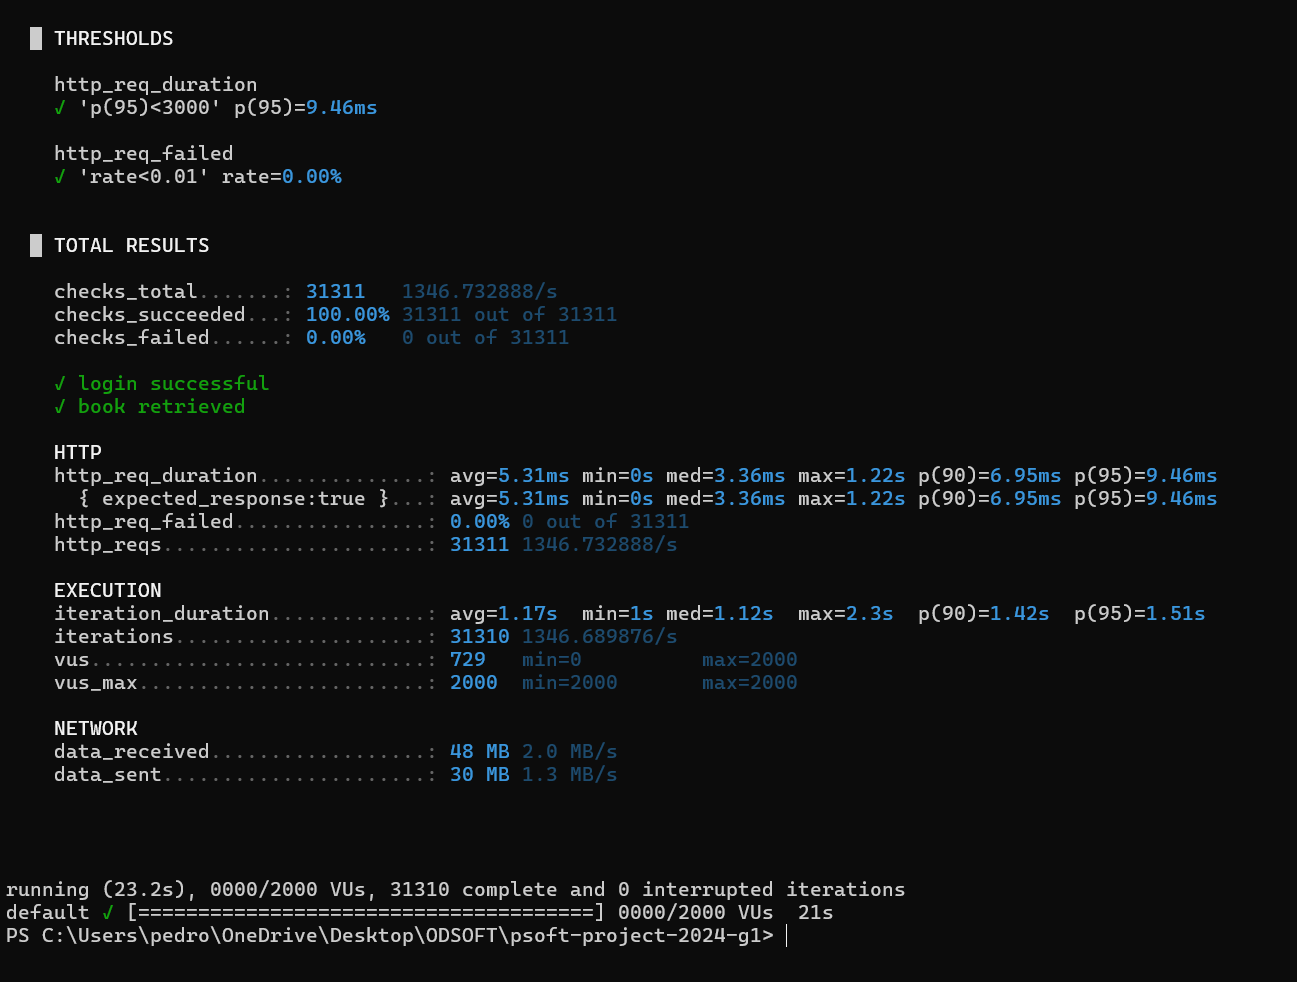 THRESHOLDS
http_req_duration
✓ 'p(95)<3000' p(95)=9.46ms
http_req_failed
✓ 'rate<0.01' rate=0.00%
TOTAL RESULTS
checks_total.......: 31311   1346.732888/s
checks_succeeded...: 100.00% 31311 out of 31311
checks_failed......: 0.00%   0 out of 31311
✓ login successful
✓ book retrieved
HTTP
http_req_duration..............: avg=5.31ms min=0s med=3.36ms max=1.22s p(90)=6.95ms p(95)=9.46ms
{ expected_response:true }...: avg=5.31ms min=0s med=3.36ms max=1.22s p(90)=6.95ms p(95)=9.46ms
http_req_failed................: 0.00% 0 out of 31311
http_reqs......................: 31311 1346.732888/s
EXECUTION
iteration_duration.............: avg=1.17s  min=1s med=1.12s  max=2.3s  p(90)=1.42s  p(95)=1.51s
iterations.....................: 31310 1346.689876/s
vus............................: 729   min=0          max=2000
vus_max........................: 2000  min=2000       max=2000
NETWORK
data_received..................: 48 MB 2.0 MB/s
data_sent......................: 30 MB 1.3 MB/s
running (23.2s), 0000/2000 VUs, 31310 complete and 0 interrupted iterations
default ✓ [======================================] 0000/2000 VUs  21s
PS C:\Users\pedro\OneDrive\Desktop\ODSOFT\psoft-project-2024-g1>